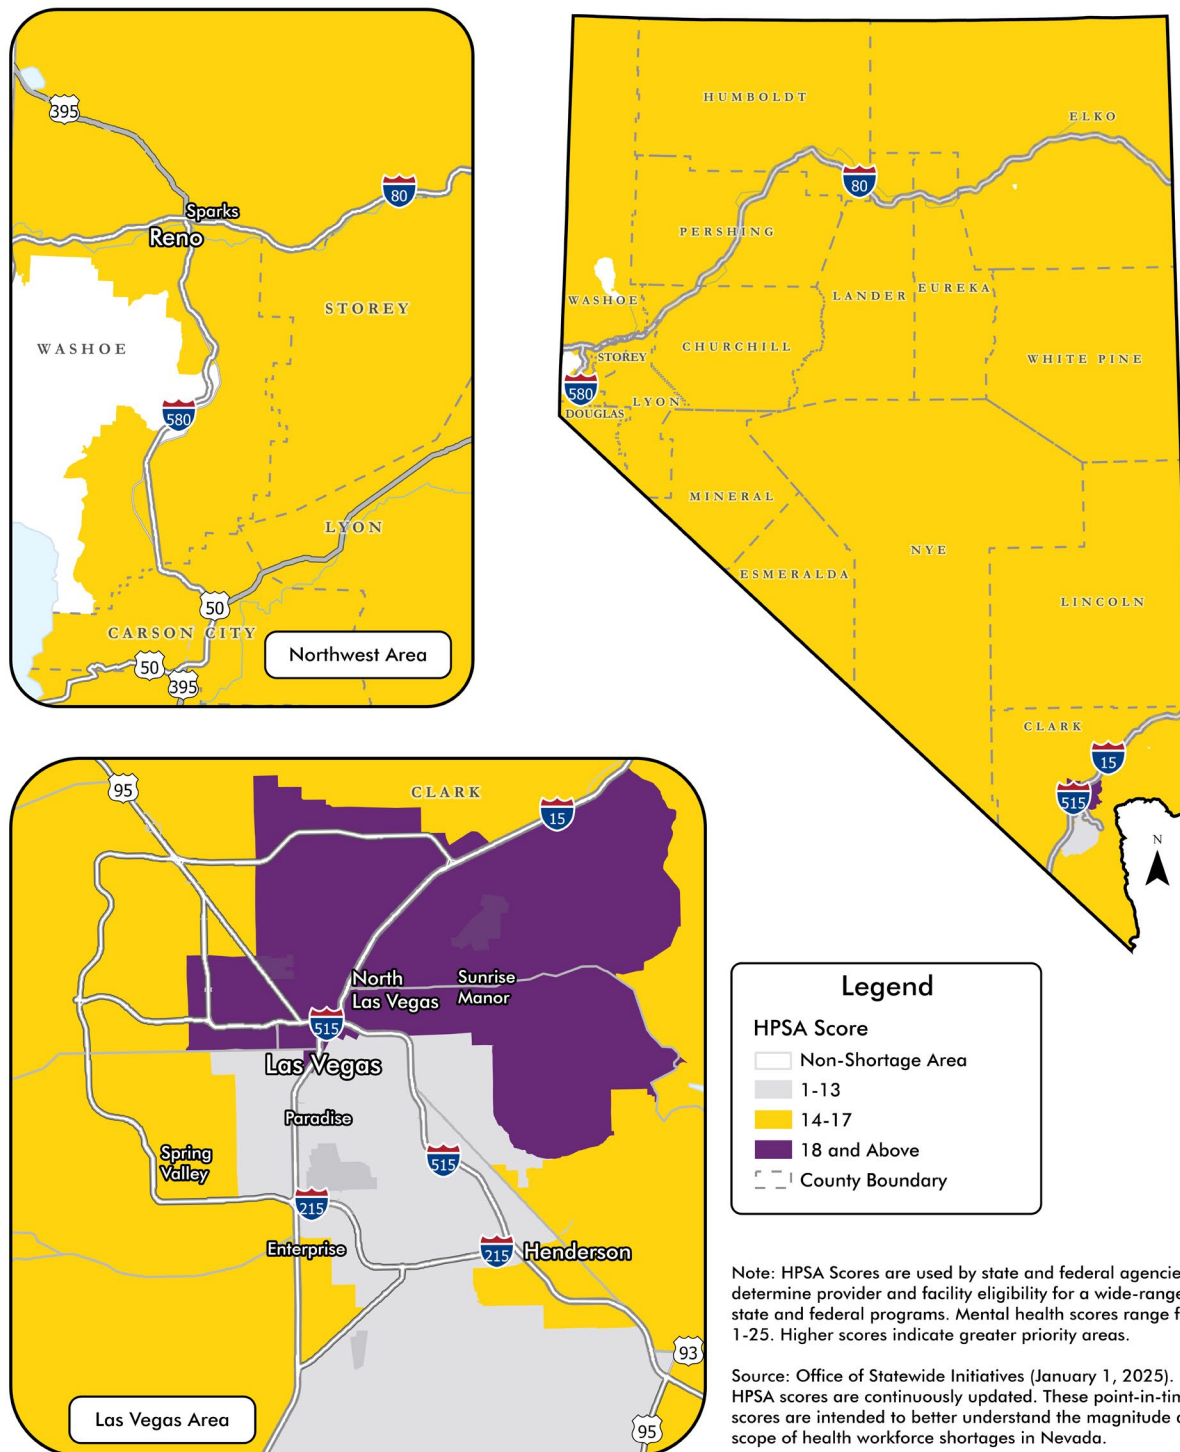 395
80
Sparks
Reno
STOREY
WASHOE
580
LYON
50
CARSON CITY
50
395
Northwest Area
HUMBOLDT
ELKO
80
PERSHING
WASHOE
LANDER
EUREKA
STOREY
CHURCHILL
WHITE PINE
580
DOUGLAS
LYON
MINERAL
NYE
ESMERALDA
LINCOLN
CLARK
15
515
N
95
CLARK
15
North
Las Vegas
Sunrise
Manor
515
Las Vegas
Paradise
Spring
Valley
515
215
Enterprise
215
Henderson
93
95
Las Vegas Area
Legend
HPSA Score
Non-Shortage Area
1-13
14-17
18 and Above
County Boundary
Note: HPSA Scores are used by state and federal agencie
determine provider and facility eligibility for a wide-range
state and federal programs. Mental health scores range f
1-25. Higher scores indicate greater priority areas.
Source: Office of Statewide Initiatives (January 1, 2025).
HPSA scores are continuously updated. These point-in-tim
scores are intended to better understand the magnitude a
scope of health workforce shortages in Nevada.